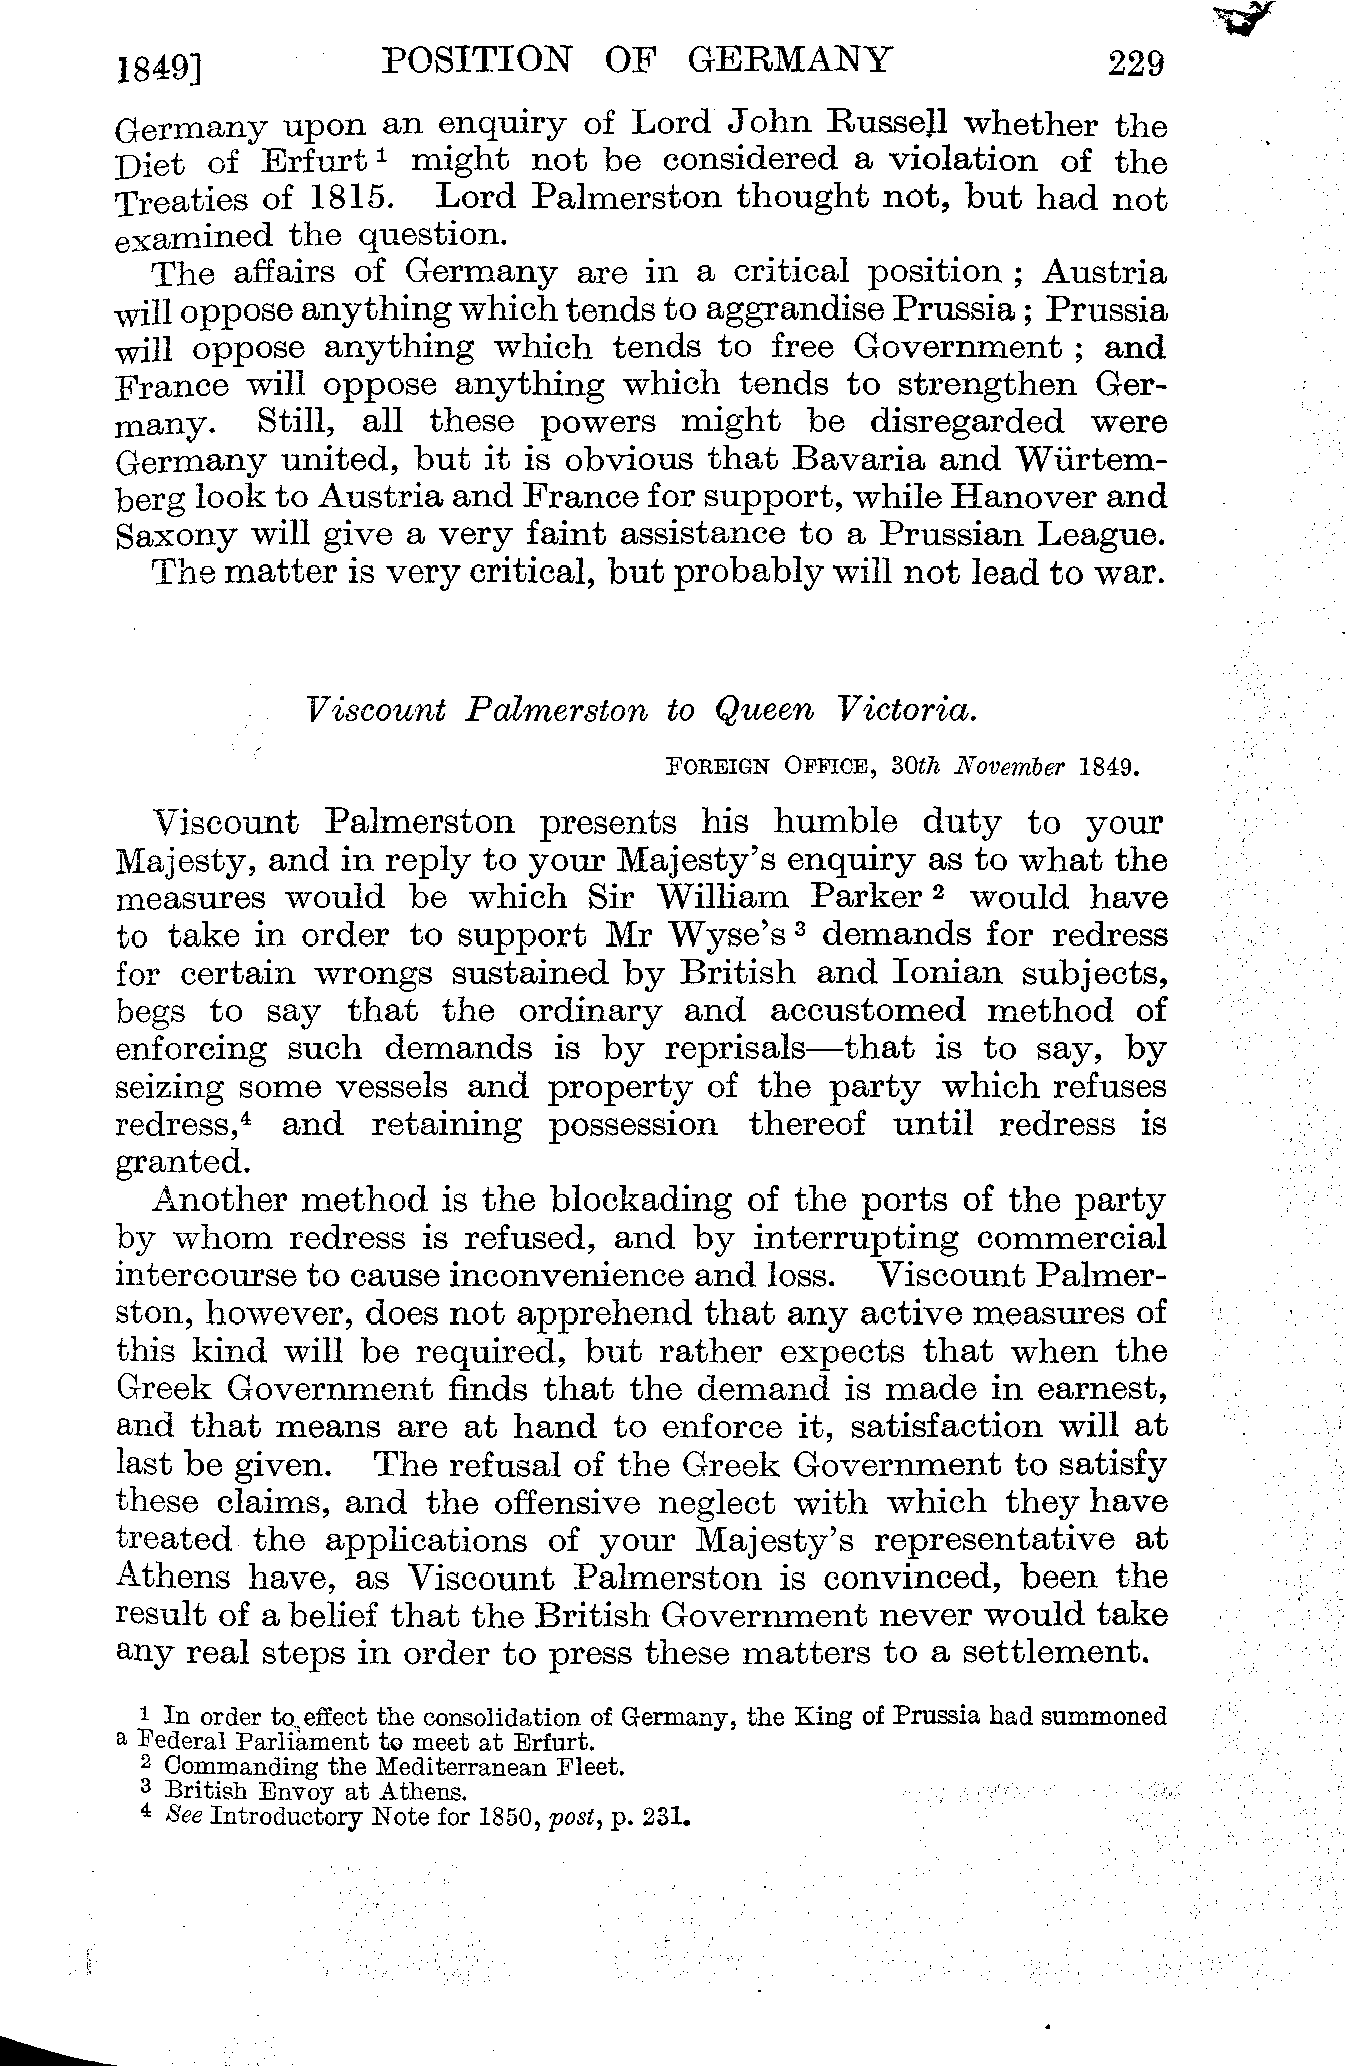 1849] POSITION OF GERMANY 229
Germany upon an enquiry of Lord John Russell whether the
Diet of Erfurt¹ might not be considered a violation of the
Treaties of 1815. Lord Palmerston thought not, but had not
examined the question.
The affairs of Germany are in a critical position ; Austria
will oppose anything which tends to aggrandise Prussia ; Prussia
will oppose anything which tends to free Government ; and
France will oppose anything which tends to strengthen Ger-
many. Still, all these powers might be disregarded were
Germany united, but it is obvious that Bavaria and Würtem-
berg look to Austria and France for support, while Hanover and
Saxony will give a very faint assistance to a Prussian League.
The matter is very critical, but probably will not lead to war.
Viscount Palmerston to Queen Victoria.
FOREIGN OFFICE, 30th November 1849.
Viscount Palmerston presents his humble duty to your
Majesty, and in reply to your Majesty's enquiry as to what the
measures would be which Sir William Parker² would have
to take in order to support Mr Wyse's³ demands for redress
for certain wrongs sustained by British and Ionian subjects,
begs to say that the ordinary and accustomed method of
enforcing such demands is by reprisals—that is to say, by
seizing some vessels and property of the party which refuses
redress,⁴ and retaining possession thereof until redress is
granted.
Another method is the blockading of the ports of the party
by whom redress is refused, and by interrupting commercial
intercourse to cause inconvenience and loss. Viscount Palmer-
ston, however, does not apprehend that any active measures of
this kind will be required, but rather expects that when the
Greek Government finds that the demand is made in earnest,
and that means are at hand to enforce it, satisfaction will at
last be given. The refusal of the Greek Government to satisfy
these claims, and the offensive neglect with which they have
treated the applications of your Majesty's representative at
Athens have, as Viscount Palmerston is convinced, been the
result of a belief that the British Government never would take
any real steps in order to press these matters to a settlement.
¹ In order to effect the consolidation of Germany, the King of Prussia had summoned
a Federal Parliament to meet at Erfurt.
² Commanding the Mediterranean Fleet.
³ British Envoy at Athens.
⁴ See Introductory Note for 1850, post, p. 231.